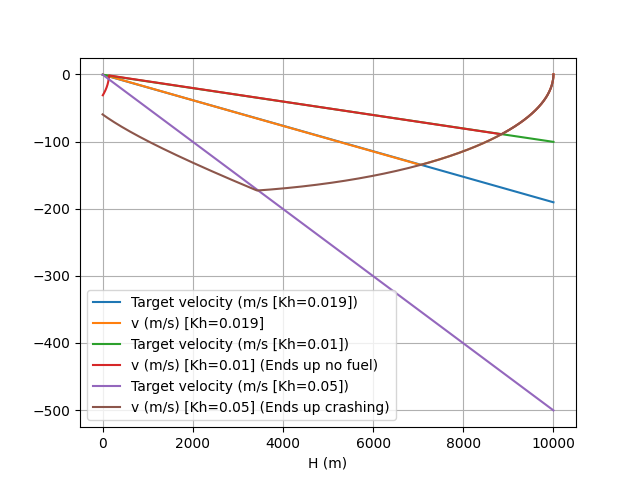 0
−100
−200
−300
−400
−500
Target velocity (m/s [Kh=0.019])
v (m/s) [Kh=0.019]
Target velocity (m/s [Kh=0.01])
v (m/s) [Kh=0.01] (Ends up no fuel)
Target velocity (m/s [Kh=0.05])
v (m/s) [Kh=0.05] (Ends up crashing)
0 2000 4000 6000 8000 10000
H (m)